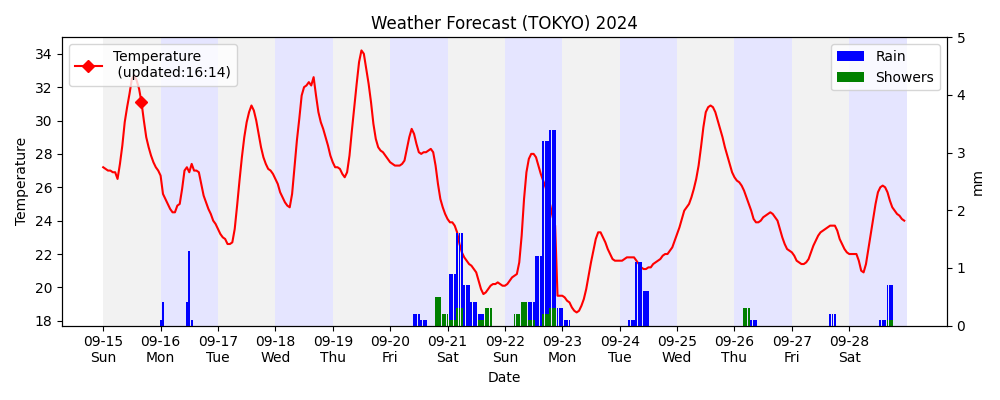 Weather Forecast (TOKYO) 2024
Temperature
(updated:16:14)
Rain
Showers
34
32
30
28
26
24
22
20
18
Temperature
5
4
3
2
1
0
mm
09-15 09-16 09-17 09-18 09-19 09-20 09-21 09-22 09-23 09-24 09-25 09-26 09-27 09-28
Sun Mon Tue Wed Thu Fri Sat Sun Mon Tue Wed Thu Fri Sat
Date